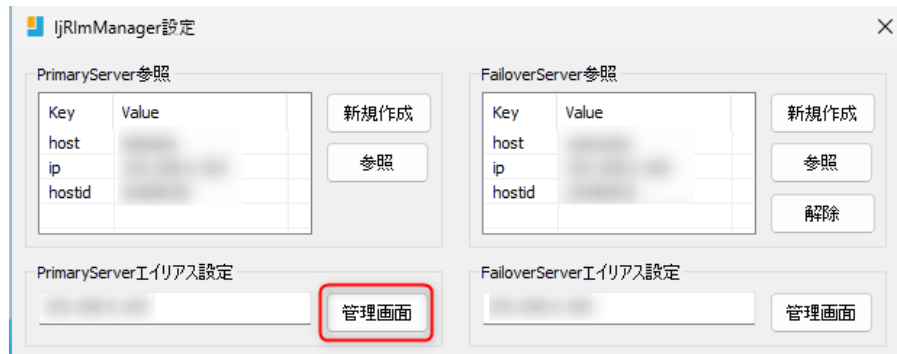 IjRlmManager設定
PrimaryServer参照
Key Value
host
ip
hostid
新規作成
参照
FailoverServer参照
Key Value
host
ip
hostid
新規作成
参照
解除
PrimaryServerエイリアス設定
管理画面
FailoverServerエイリアス設定
管理画面